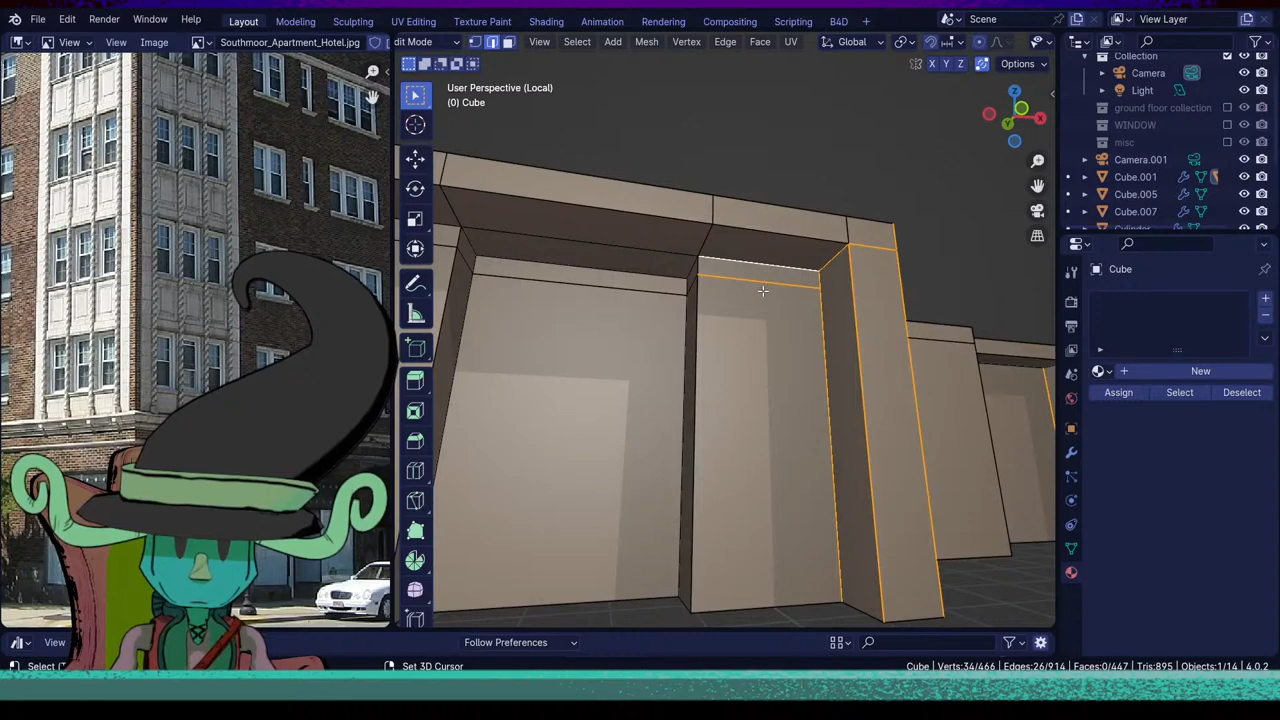 File Edit Render Window Help Layout Modeling Sculpting UV Editing Texture Paint Shading Animation Rendering Compositing Scripting B4D + Scene View Layer
View View Image Southmoor_Apartment_Hotel.jpg dit Mode View Select Add Mesh Vertex Edge Face UV Global
X Y Z Options
User Perspective (Local)
(0) Cube
Z
X
Y
Collection
Camera
Light
ground floor collection
WINDOW
misc
Camera.001
Cube.001
Cube.005
Cube.007
Cylinder
Cube
New
Assign Select Deselect
View Follow Preferences
Select (T Set 3D Cursor Cube | Verts:34/466 | Edges:26/914 | Faces:0/447 | Tris:895 | Objects:1/14 | 4.0.2